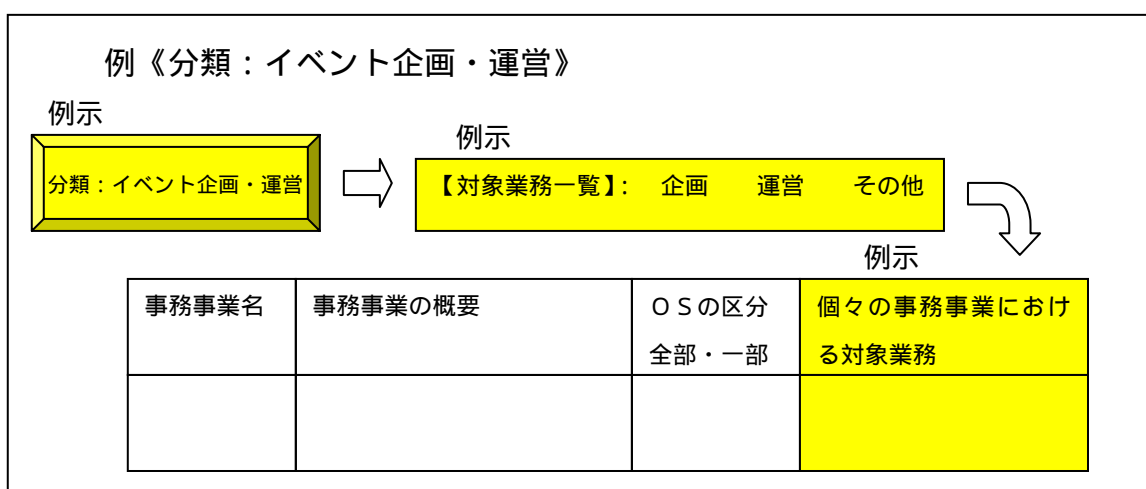 例《分類：イベント企画・運営》
例示
例示
分類：イベント企画・運営
【対象業務一覧】：　企画　　運営　　その他
例示
事務事業名
事務事業の概要
ＯＳの区分
全部・一部
個々の事務事業におけ
る対象業務